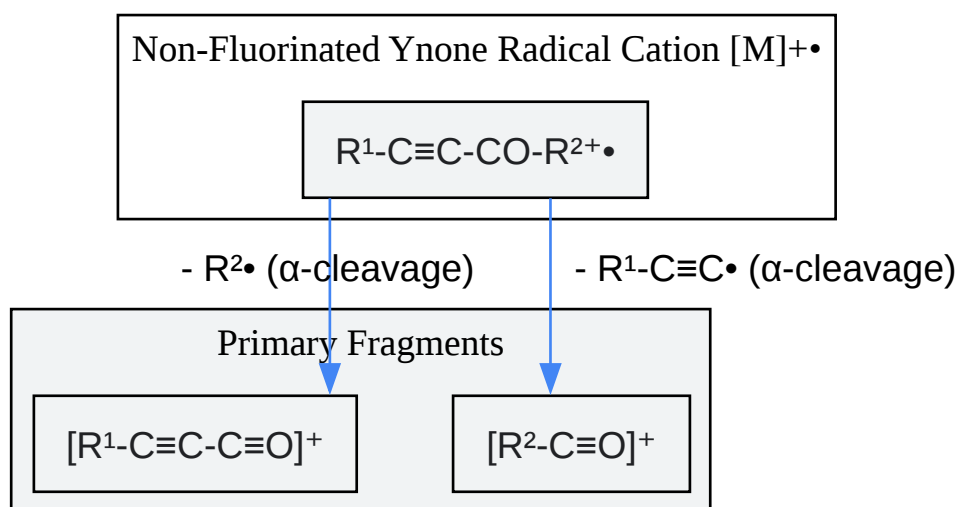 Non-Fluorinated Ynone Radical Cation [M]+•
R¹-C≡C-CO-R²⁺•
- R²• (α-cleavage)
- R¹-C≡C• (α-cleavage)
Primary Fragments
[R¹-C≡C-C≡O]⁺
[R²-C≡O]⁺